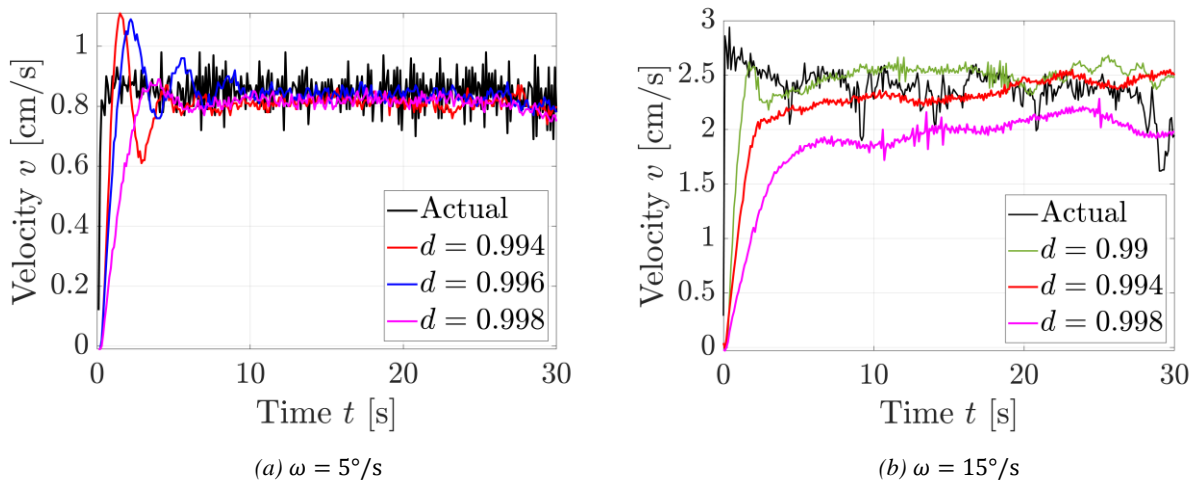 1
0.8
0.6
0.4
0.2
0
Velocity v [cm/s]
Actual
d = 0.994
d = 0.996
d = 0.998
0
10
20
30
Time t [s]
(a) ω = 5°/s
3
2.5
2
1.5
1
0.5
0
Velocity v [cm/s]
Actual
d = 0.99
d = 0.994
d = 0.998
0
10
20
30
Time t [s]
(b) ω = 15°/s